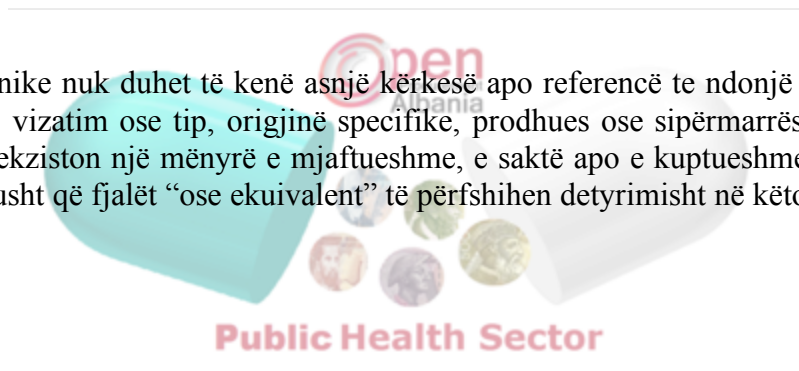 Open
Albania
nike nuk duhet të kenë asnjë kërkesë apo referencë te ndonjë
vizatim ose tip, origjinë specifike, prodhues ose sipërmarrës
ekziston një mënyrë e mjaftueshme, e saktë apo e kuptueshme
usht që fjalët “ose ekuivalent” të përfshihen detyrimisht në këto
Public Health Sector